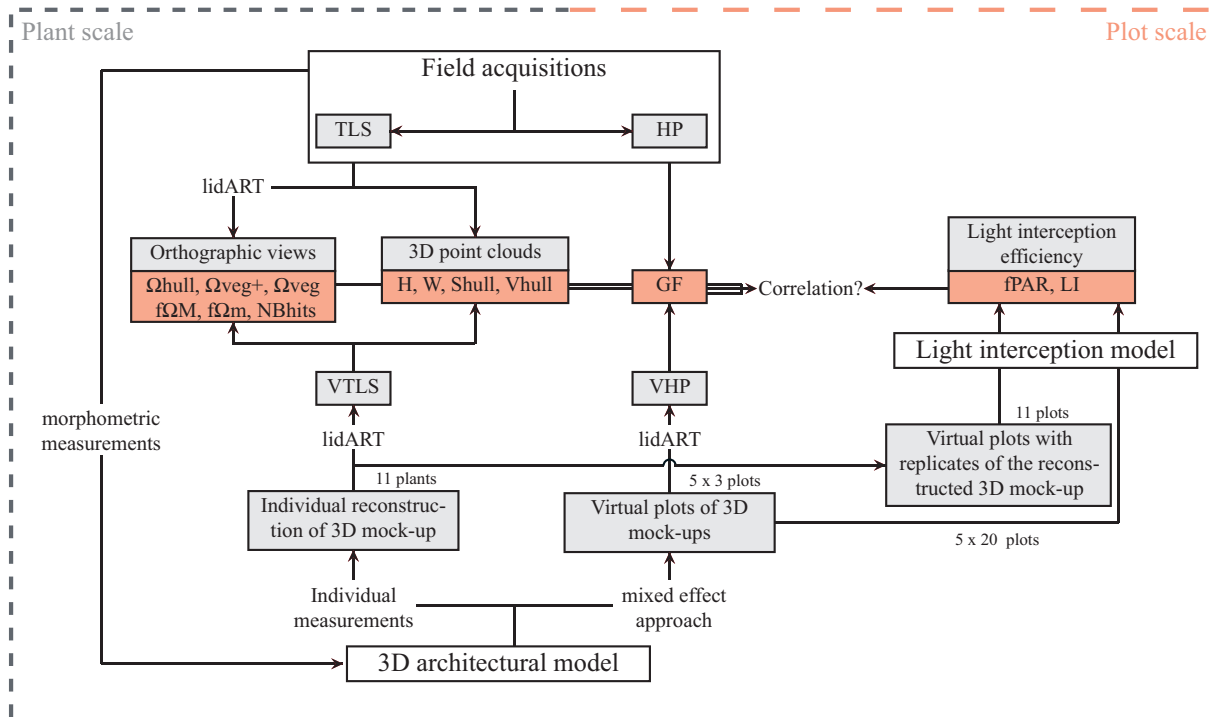 Plant scale
Plot scale
Field acquisitions
TLS
HP
lidART
Orthographic views
Ωhull, Ωveg+, Ωveg
fΩM, fΩm, NBhits
3D point clouds
H, W, Shull, Vhull
GF
Correlation?
Light interception
efficiency
fPAR, LI
Light interception model
VTLS
VHP
morphometric
measurements
lidART
lidART
11 plots
Virtual plots with
replicates of the recons-
tructed 3D mock-up
11 plants
5 x 3 plots
Individual reconstruc-
tion of 3D mock-up
Virtual plots of 3D
mock-ups
5 x 20 plots
Individual
measurements
mixed effect
approach
3D architectural model